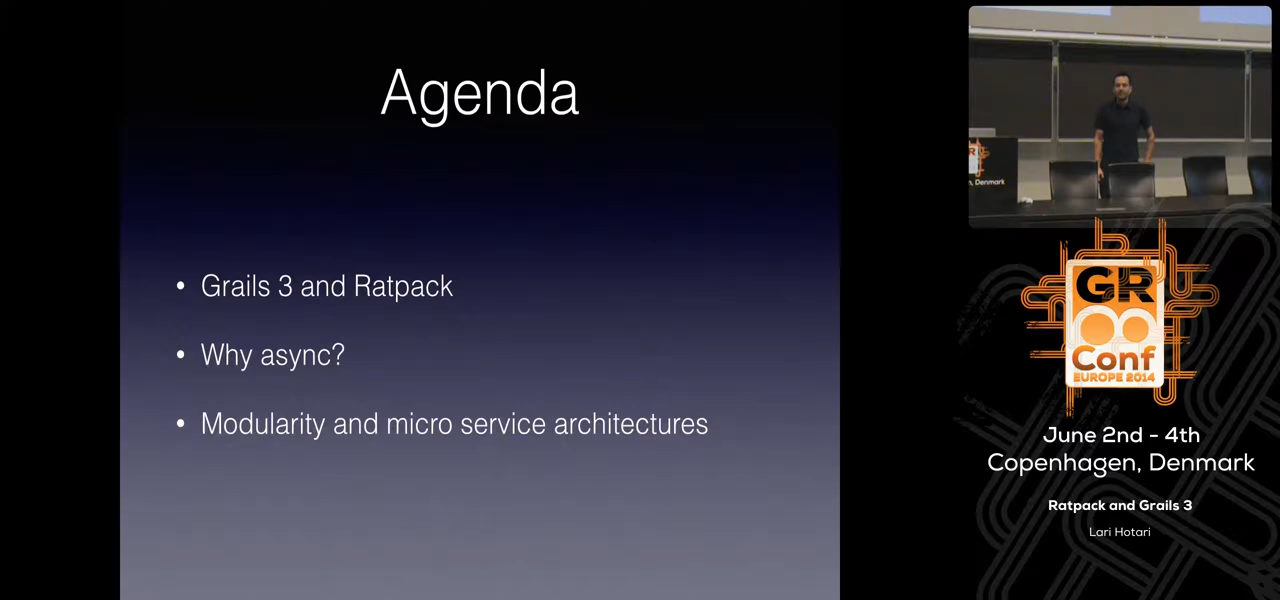 Agenda
• Grails 3 and Ratpack
• Why async?
• Modularity and micro service architectures
n, Denmark
GR
Conf
EUROPE 2014
June 2nd - 4th
Copenhagen, Denmark
Ratpack and Grails 3
Lari Hotari